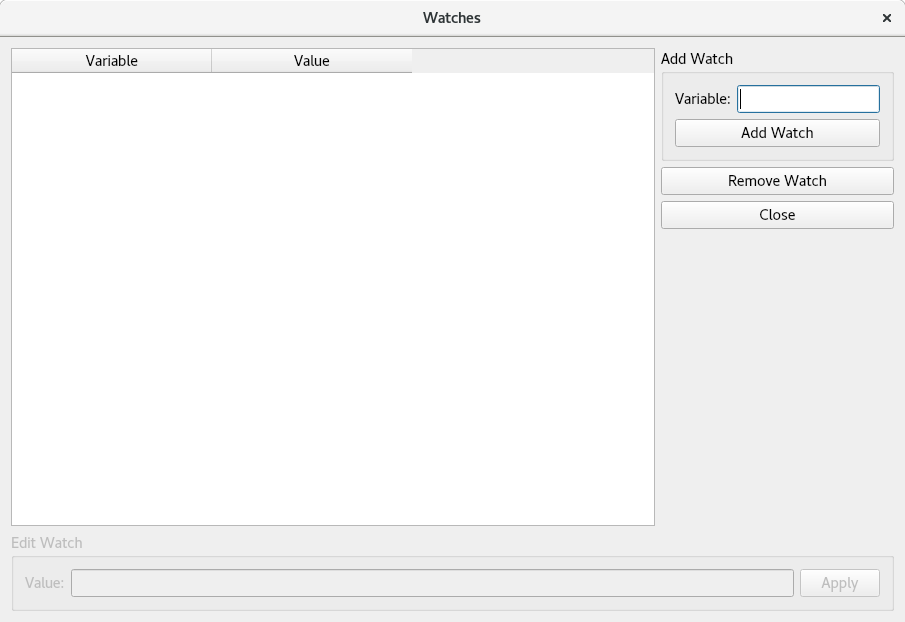 Watches
Variable Value
Add Watch
Variable:
Add Watch
Remove Watch
Close
Edit Watch
Value: Apply